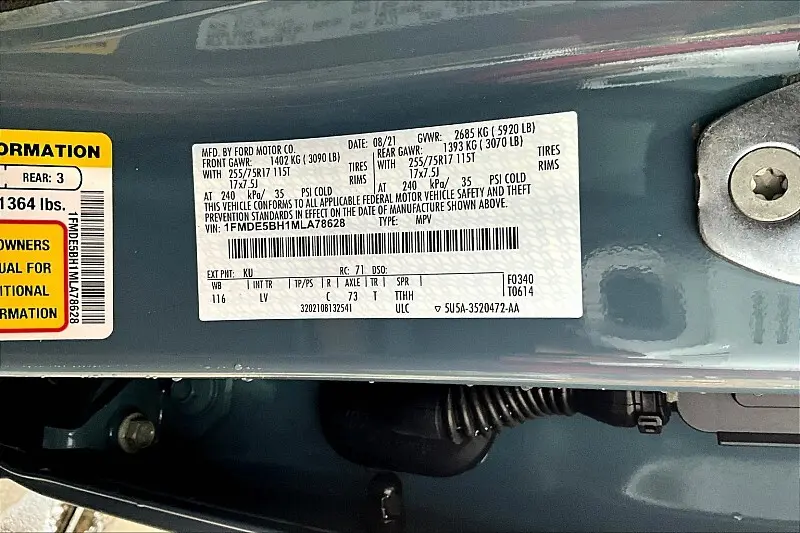 ORMATION
REAR: 3
1364 lbs.
OWNERS
UAL FOR
ITIONAL
ORMATION
1FMDE5BH1MLA78628
MFD. BY FORD MOTOR CO. DATE: 08/21 GVWR: 2685 KG ( 5920 LB)
FRONT GAWR: 1402 KG ( 3090 LB) REAR GAWR: 1393 KG ( 3070 LB)
WITH 255/75R17 115T TIRES WITH 255/75R17 115T TIRES
17x7.5J RIMS 17x7.5J RIMS
AT 240 kPa/ 35 PSI COLD AT 240 kPa/ 35 PSI COLD
THIS VEHICLE CONFORMS TO ALL APPLICABLE FEDERAL MOTOR VEHICLE SAFETY AND THEFT
PREVENTION STANDARDS IN EFFECT ON THE DATE OF MANUFACTURE SHOWN ABOVE.
VIN: 1FMDE5BH1MLA78628 TYPE: MPV
EXT PNT: KU RC: 71 DSO:
WB INT TR TP/PS R AXLE TR SPR F0340
116 LV C 73 T TTHH T0614
320210813254I ULC ▽ 5U5A-3520472-AA